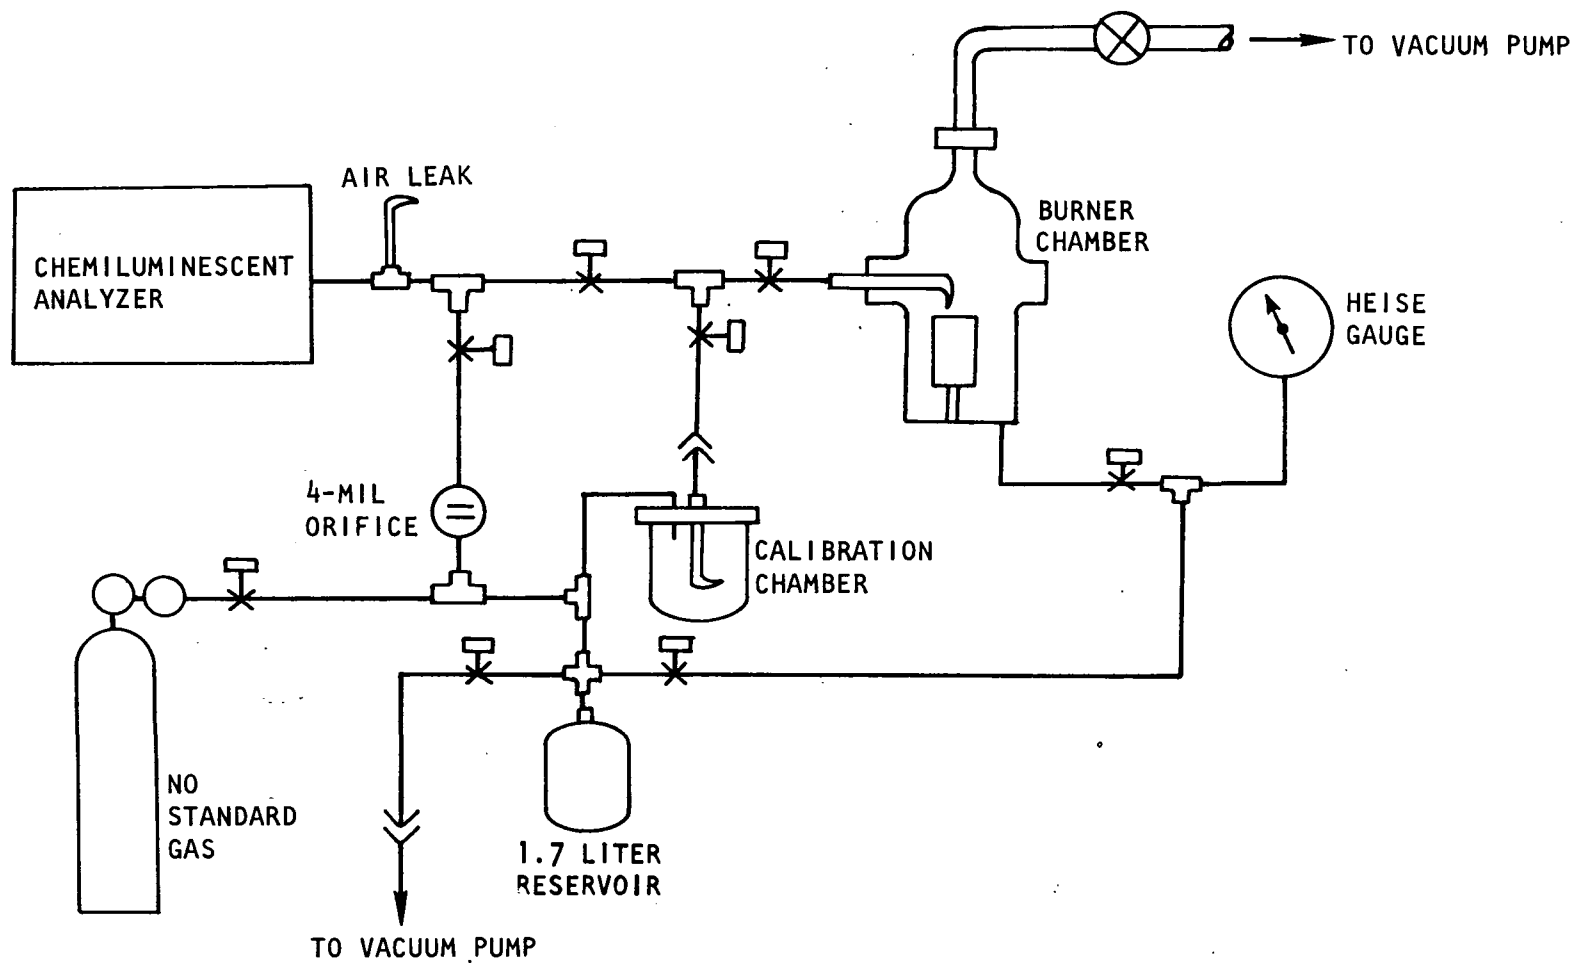 TO VACUUM PUMP
AIR LEAK
BURNER
CHAMBER
CHEMILUMINESCENT
ANALYZER
HEISE
GAUGE
4-MIL
ORIFICE
CALIBRATION
CHAMBER
NO
STANDARD
GAS
1.7 LITER
RESERVOIR
TO VACUUM PUMP